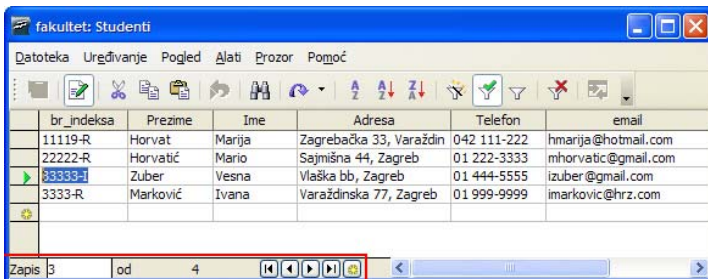 fakultet: Studenti
Datoteka Uređivanje Pogled Alati Prozor Pomoć
br_indeksa Prezime Ime Adresa Telefon email
11119-R Horvat Marija Zagrebačka 33, Varaždin 042 111-222 hmarija@hotmail.com
22222-R Horvatić Mario Sajmišna 44, Zagreb 01 222-3333 mhorvatic@gmail.com
33333-I Zuber Vesna Vlaška bb, Zagreb 01 444-5555 izuber@gmail.com
3333-R Marković Ivana Varaždinska 77, Zagreb 01 999-9999 imarkovic@hrz.com
Zapis 3 od 4